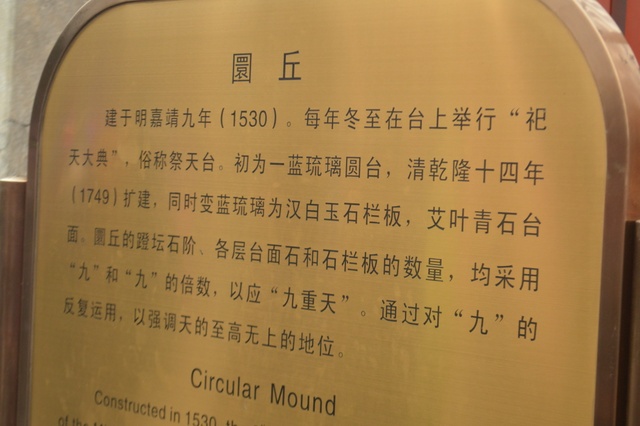 圜 丘
建于明嘉靖九年(1530)。每年冬至在台上举行“祀
天大典”，俗称祭天台。初为一蓝琉璃圆台，清乾隆十四年
(1749)扩建，同时变蓝琉璃为汉白玉石栏板，艾叶青石台
面。圜丘的蹬坛石阶、各层台面石和石栏板的数量，均采用
“九”和“九”的倍数，以应“九重天”。通过对“九”的
反复运用，以强调天的至高无上的地位。
Circular Mound
Constructed in 1530, the
of the